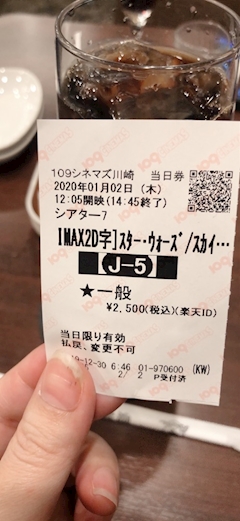 109シネマズ川崎 当日券
2020年01月02日 (木)
12:05開映(14:45終了)
シアター7
IMAX2D字]スター・ウォーズ/スカイ…
【J-5】
★一般
¥2,500(税込)(楽天ID)
当日限り有効
払戻、変更不可
-12-30 6:46 01-970600 (KW)
2/ 2 P受付済